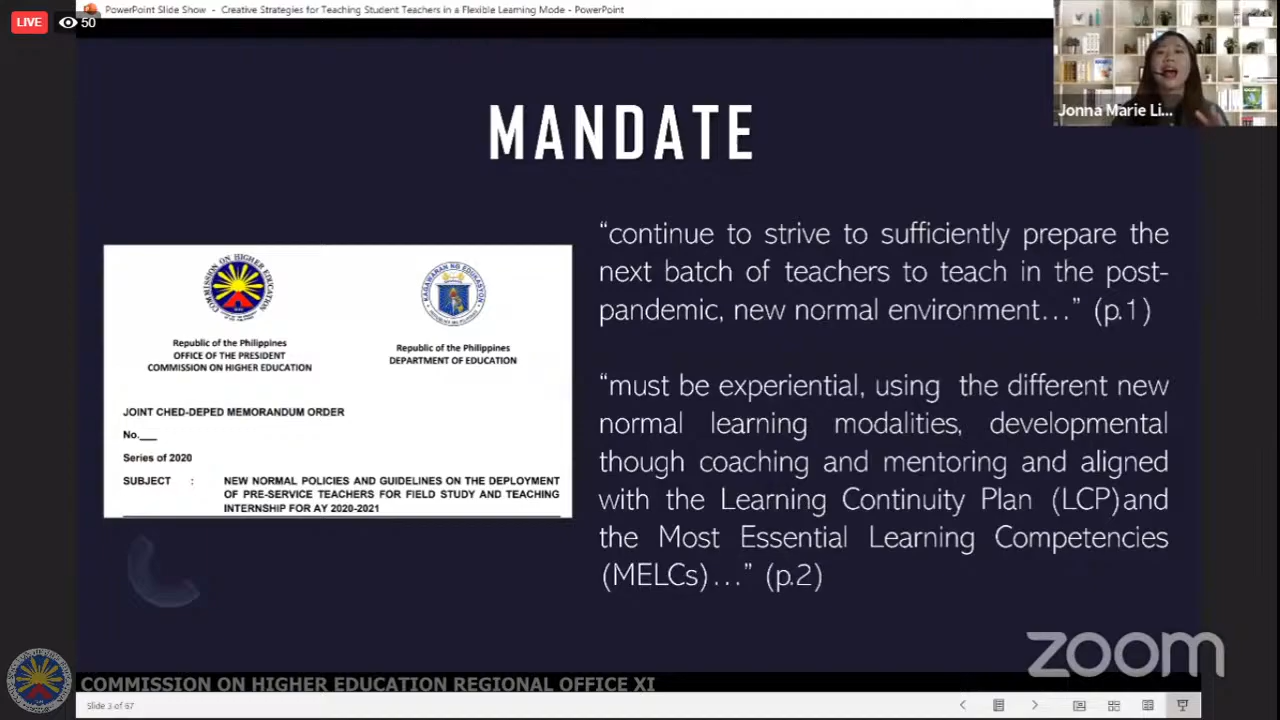 PowerPoint Slide Show - Creative Strategies for Teaching Student Teachers in a Flexible Learning Mode - PowerPoint
LIVE
50
Jonna Marie Li...
MANDATE
“continue to strive to sufficiently prepare the
next batch of teachers to teach in the post-
pandemic, new normal environment...” (p.1)
“must be experiential, using the different new
normal learning modalities, developmental
though coaching and mentoring and aligned
with the Learning Continuity Plan (LCP)and
the Most Essential Learning Competencies
(MELCs)...” (p.2)
COMMISSION ON HIGHER EDUCATION
KAGAWARAN NG EDUKASYON
Republic of the Philippines
OFFICE OF THE PRESIDENT
COMMISSION ON HIGHER EDUCATION
Republic of the Philippines
DEPARTMENT OF EDUCATION
JOINT CHED-DEPED MEMORANDUM ORDER
No.___
Series of 2020
SUBJECT : NEW NORMAL POLICIES AND GUIDELINES ON THE DEPLOYMENT
OF PRE-SERVICE TEACHERS FOR FIELD STUDY AND TEACHING
INTERNSHIP FOR AY 2020-2021
zoom
COMMISSION ON HIGHER EDUCATION REGIONAL OFFICE XI
Slide 3 of 67